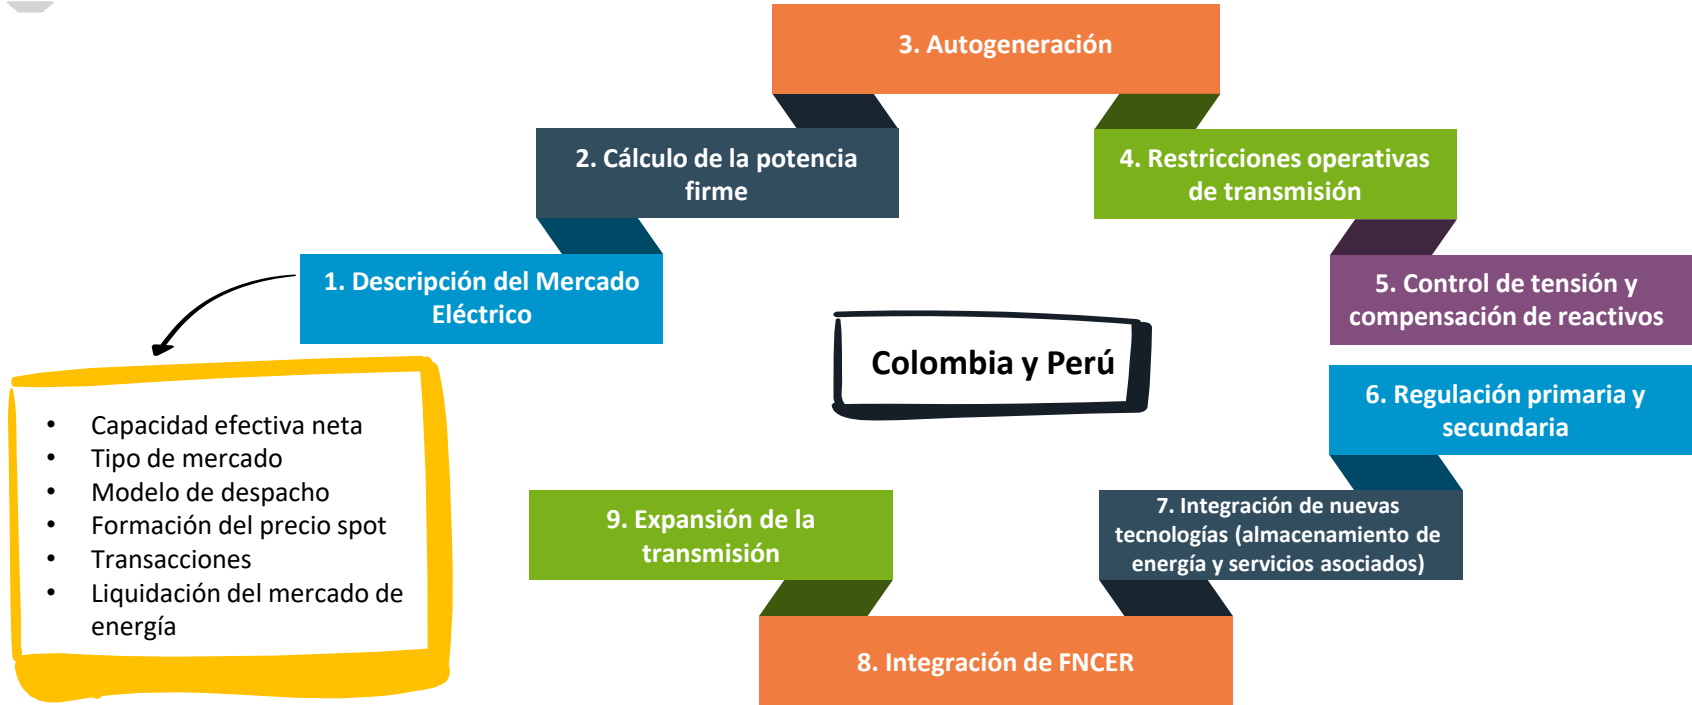 3. Autogeneración
2. Cálculo de la potencia
firme
4. Restricciones operativas
de transmisión
1. Descripción del Mercado
Eléctrico
5. Control de tensión y
compensación de reactivos
Colombia y Perú
6. Regulación primaria y
secundaria
• Capacidad efectiva neta
• Tipo de mercado
• Modelo de despacho
• Formación del precio spot
• Transacciones
• Liquidación del mercado de
energía
9. Expansión de la
transmisión
7. Integración de nuevas
tecnologías (almacenamiento de
energía y servicios asociados)
8. Integración de FNCER